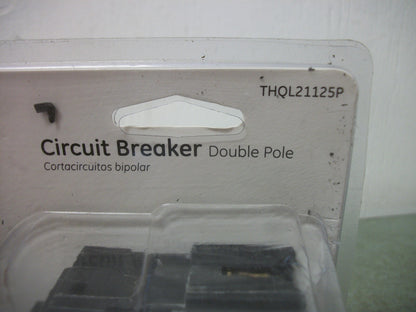 THQL21125P
Circuit Breaker Double Pole
Cortacircuitos bipolar